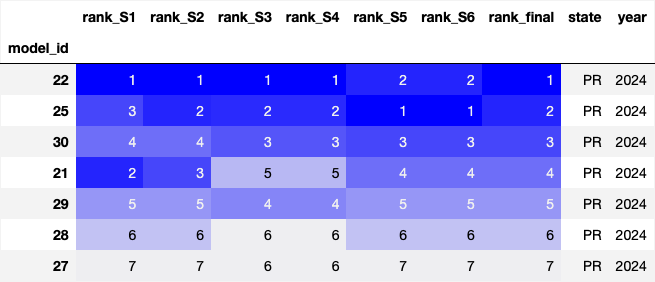 rank_S1 rank_S2 rank_S3 rank_S4 rank_S5 rank_S6 rank_final state year
model_id
22 1 1 1 1 2 2 1 PR 2024
25 3 2 2 2 1 1 2 PR 2024
30 4 4 3 3 3 3 3 PR 2024
21 2 3 5 5 4 4 4 PR 2024
29 5 5 4 4 5 5 5 PR 2024
28 6 6 6 6 6 6 6 PR 2024
27 7 7 6 6 7 7 7 PR 2024